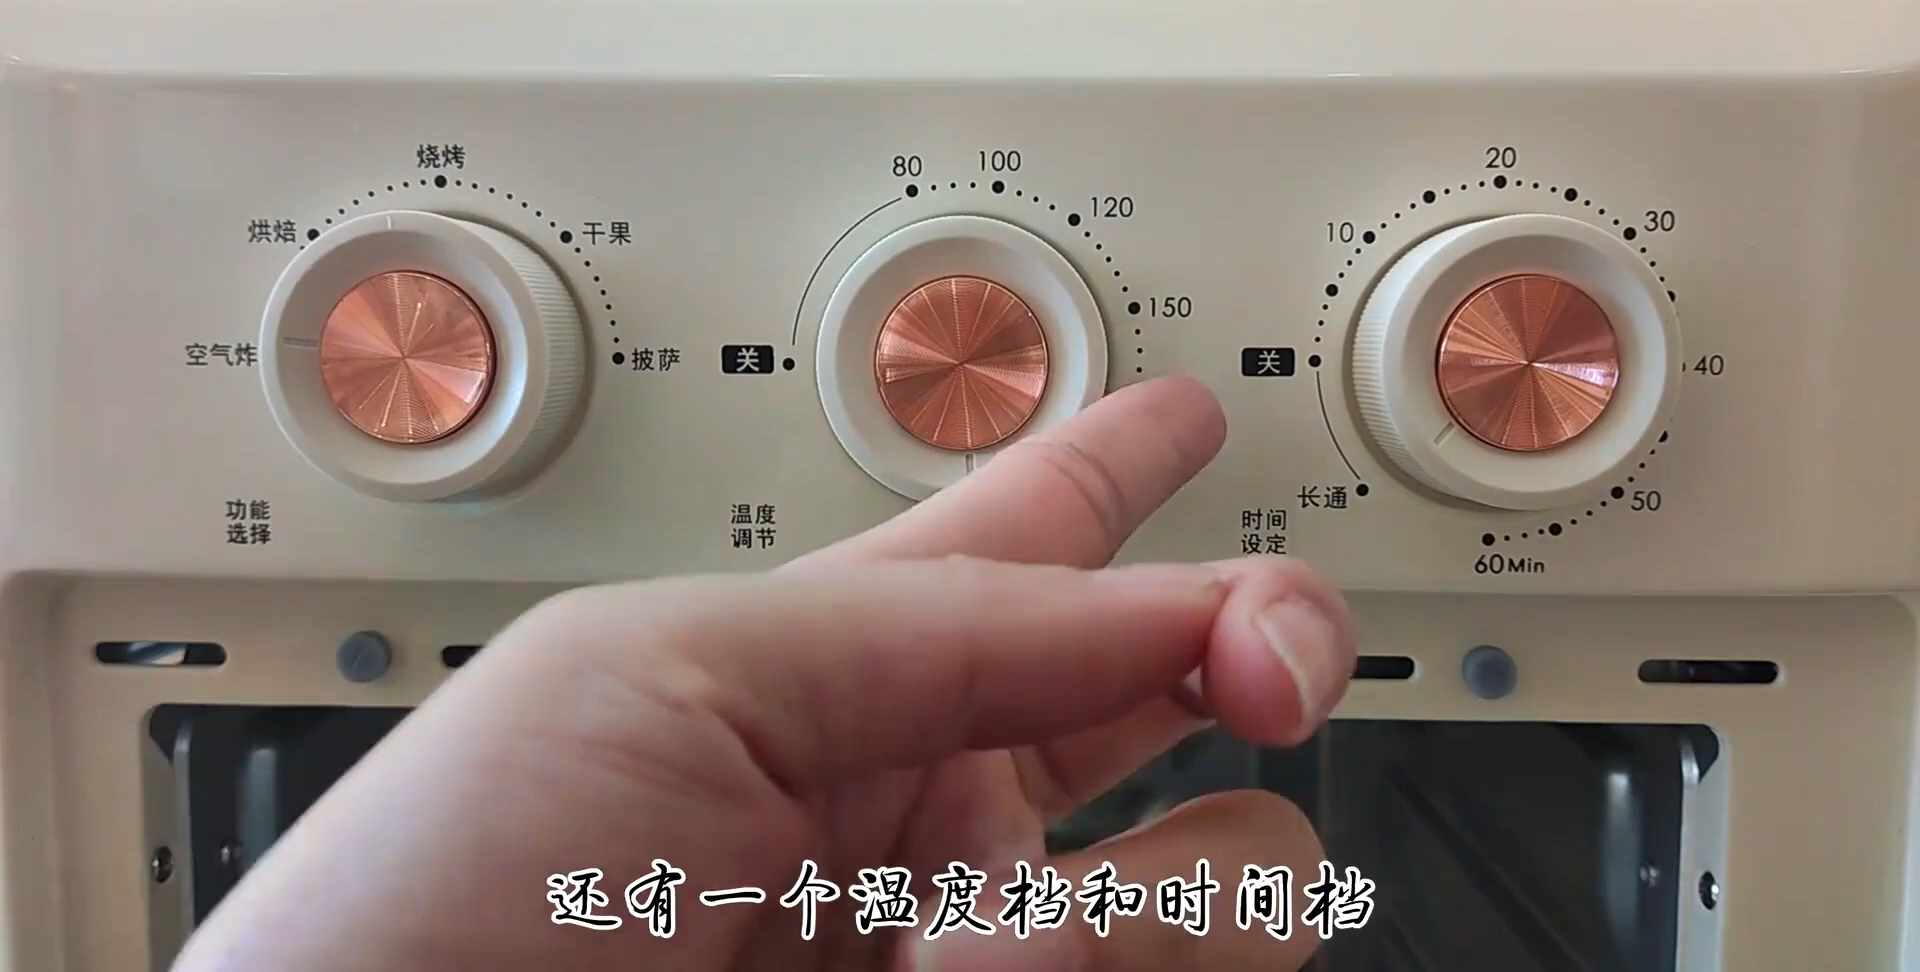 烧烤
烘焙
干果
空气炸
披萨
功能
选择
80
100
120
150
关
温度
调节
20
10
30
关
40
长通
50
60Min
时间
设定
还有一个温度档和时间档